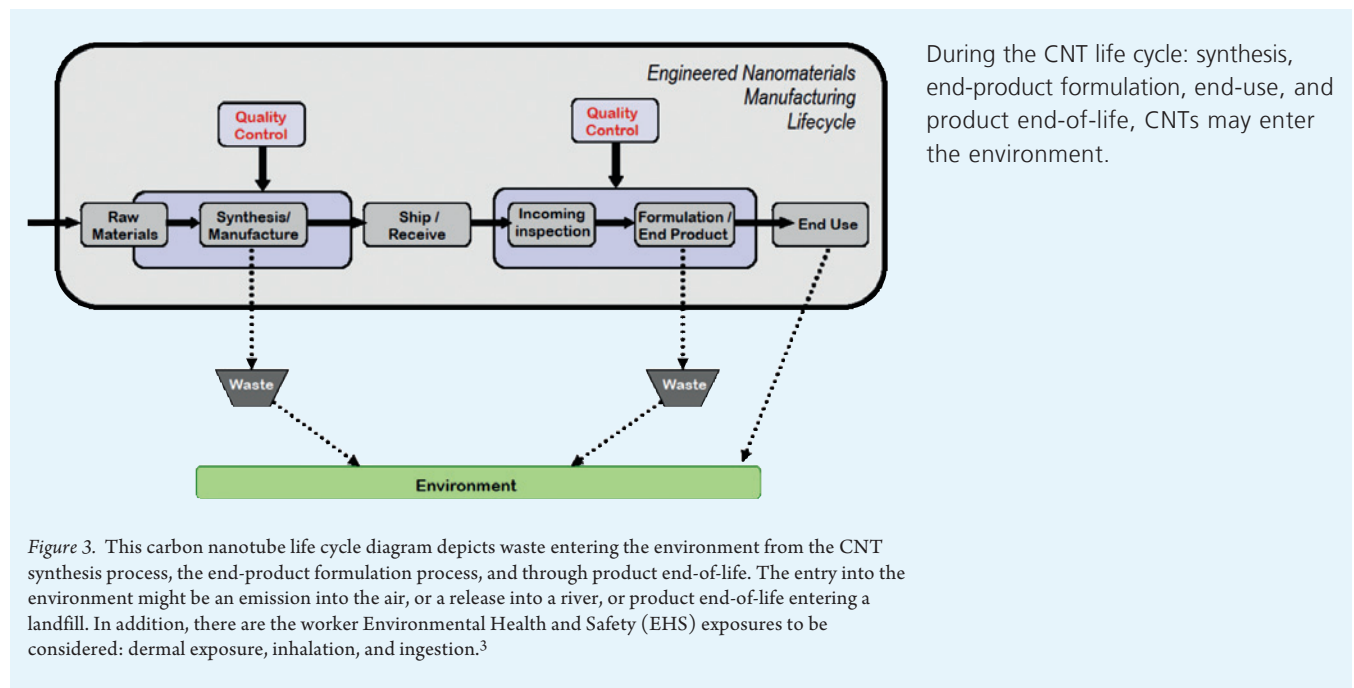 Engineered Nanomaterials
Manufacturing
Lifecycle
Quality
Control
Quality
Control
Raw
Materials
Synthesis/
Manufacture
Ship /
Receive
Incoming
inspection
Formulation /
End Product
End Use
Waste
Waste
Environment
During the CNT life cycle: synthesis,
end-product formulation, end-use, and
product end-of-life, CNTs may enter
the environment.
Figure 3. This carbon nanotube life cycle diagram depicts waste entering the environment from the CNT
synthesis process, the end-product formulation process, and through product end-of-life. The entry into the
environment might be an emission into the air, or a release into a river, or product end-of-life entering a
landfill. In addition, there are the worker Environmental Health and Safety (EHS) exposures to be
considered: dermal exposure, inhalation, and ingestion.3